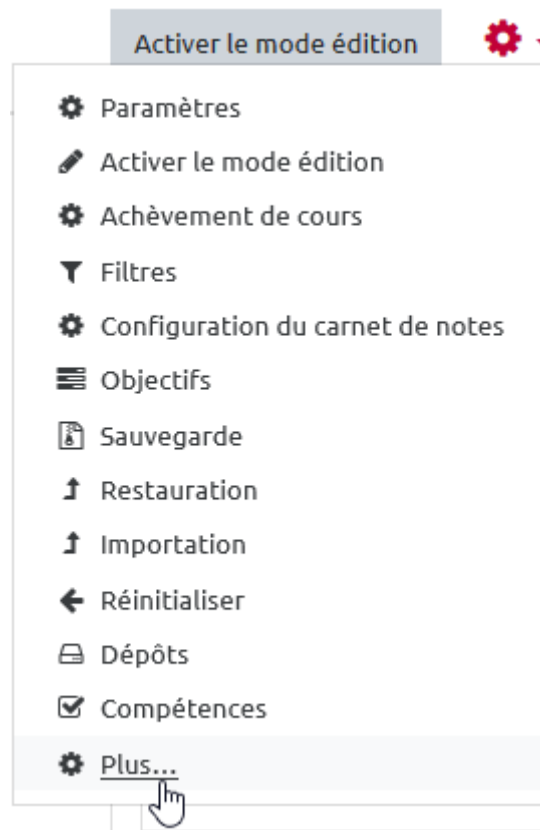 Activer le mode édition
Paramètres
Activer le mode édition
Achèvement de cours
Filtres
Configuration du carnet de notes
Objectifs
Sauvegarde
Restauration
Importation
Réinitialiser
Dépôts
Compétences
Plus...